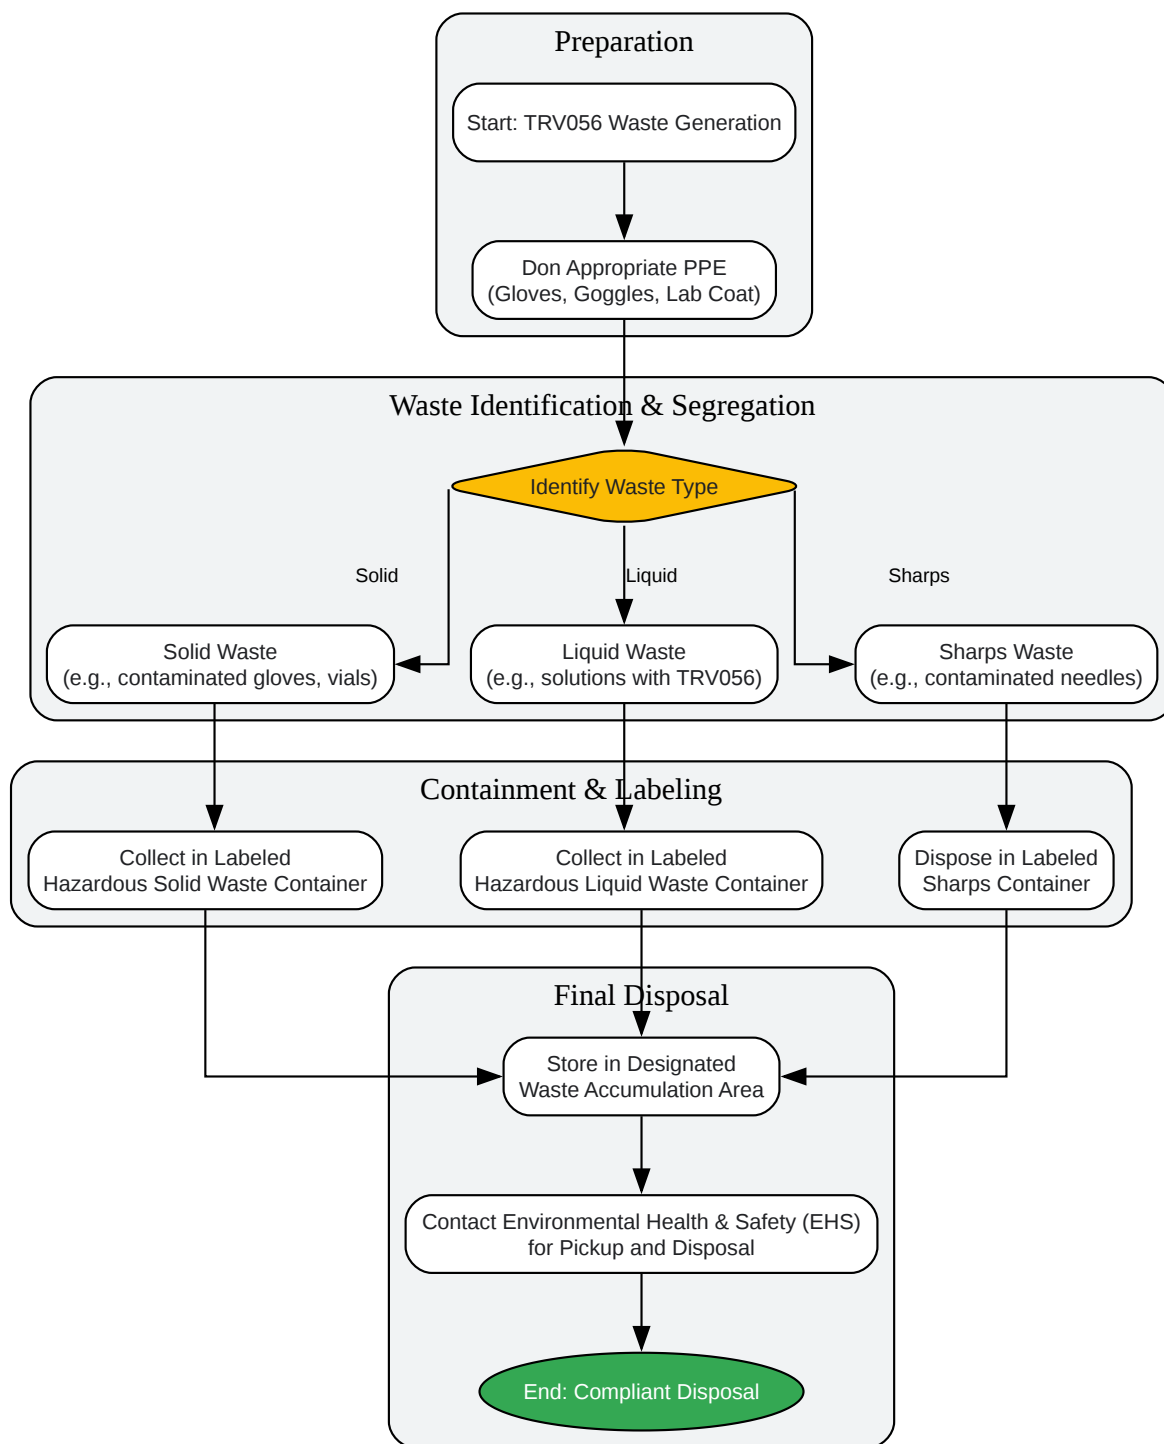 Preparation
Start: TRV056 Waste Generation
Don Appropriate PPE
(Gloves, Goggles, Lab Coat)
Waste Identification & Segregation
Identify Waste Type
Solid
Liquid
Sharps
Solid Waste
(e.g., contaminated gloves, vials)
Liquid Waste
(e.g., solutions with TRV056)
Sharps Waste
(e.g., contaminated needles)
Containment & Labeling
Collect in Labeled
Hazardous Solid Waste Container
Collect in Labeled
Hazardous Liquid Waste Container
Dispose in Labeled
Sharps Container
Final Disposal
Store in Designated
Waste Accumulation Area
Contact Environmental Health & Safety (EHS)
for Pickup and Disposal
End: Compliant Disposal